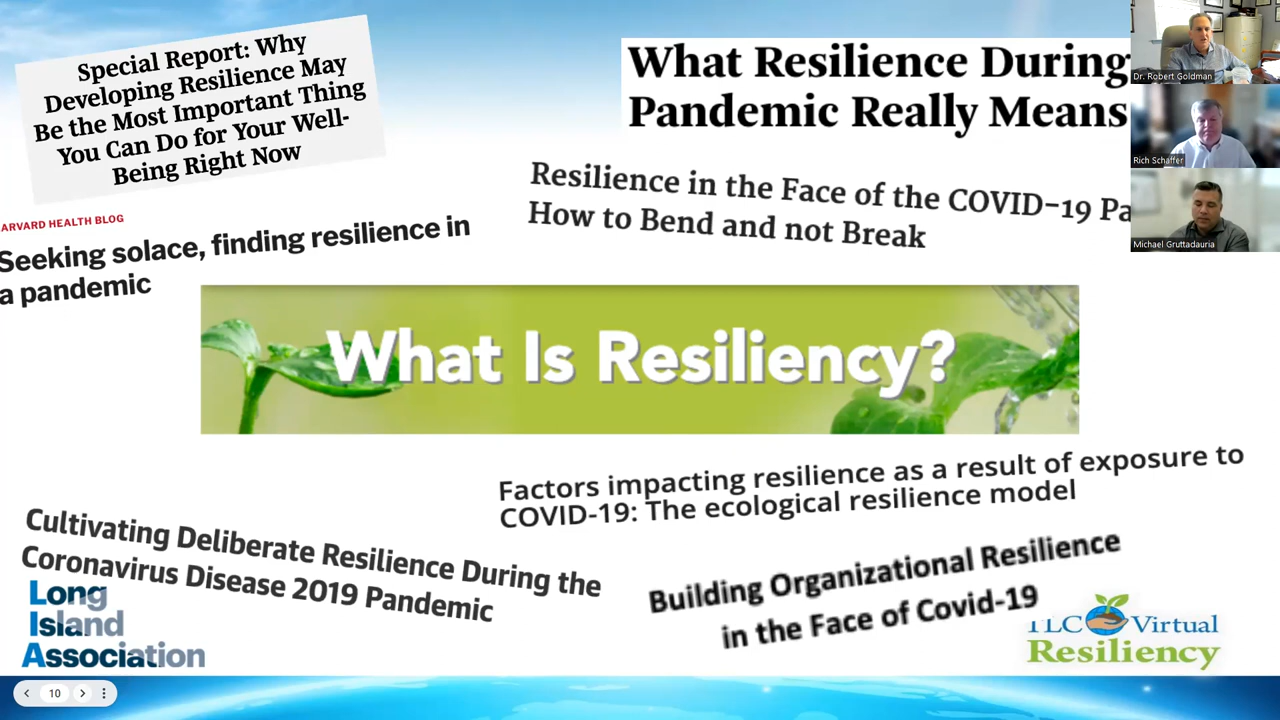 Special Report: Why
Developing Resilience May
Be the Most Important Thing
You Can Do for Your Well-
Being Right Now
What Resilience During
Pandemic Really Means
Dr. Robert Goldman
Rich Schaffer
Michael Gruttadauria
Resilience in the Face of the COVID-19 Pa
How to Bend and not Break
ARVARD HEALTH BLOG
Seeking solace, finding resilience in
a pandemic
What Is Resiliency?
Factors impacting resilience as a result of exposure to
COVID-19: The ecological resilience model
Cultivating Deliberate Resilience During the
Coronavirus Disease 2019 Pandemic
Building Organizational Resilience
in the Face of Covid-19
Long
Island
Association
TLC Virtual
Resiliency
10